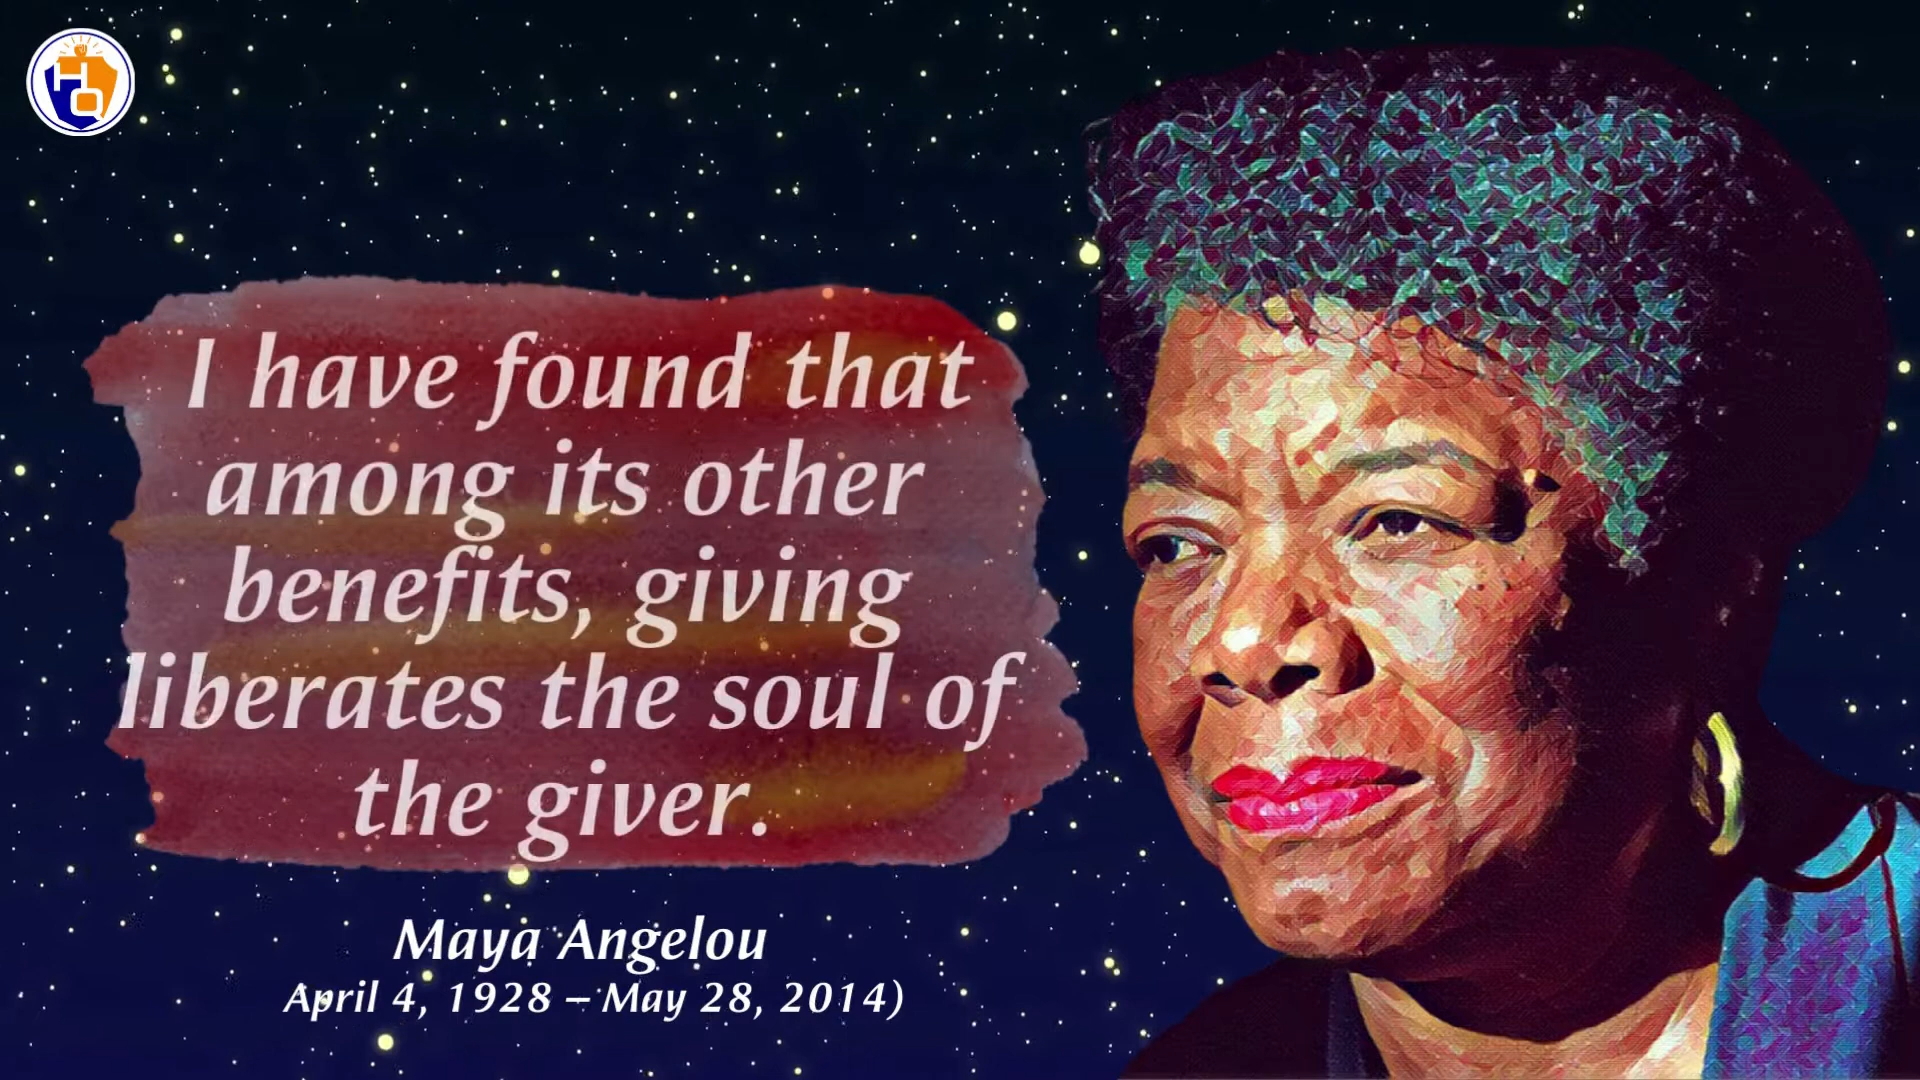 HQ
I have found that
among its other
benefits, giving
liberates the soul of
the giver.
Maya Angelou
April 4, 1928 – May 28, 2014)